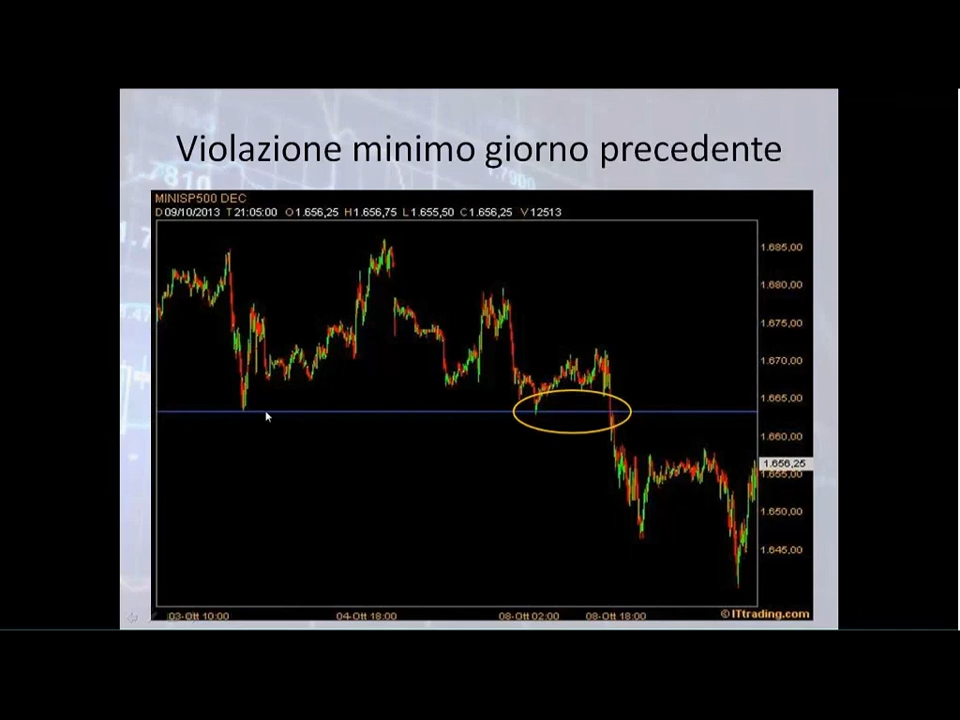 Violazione minimo giorno precedente
MINISP500 DEC
D 09/10/2013 T 21:05:00 O 1.656,25 H 1.656,75 L 1.655,50 C 1.656,25 V 12513
1.685,00
1.680,00
1.675,00
1.670,00
1.665,00
1.660,00
1.656,25
1.655,00
1.650,00
1.645,00
03-Ott 10:00 04-Ott 18:00 08-Ott 02:00 08-Ott 18:00
© ITtrading.com